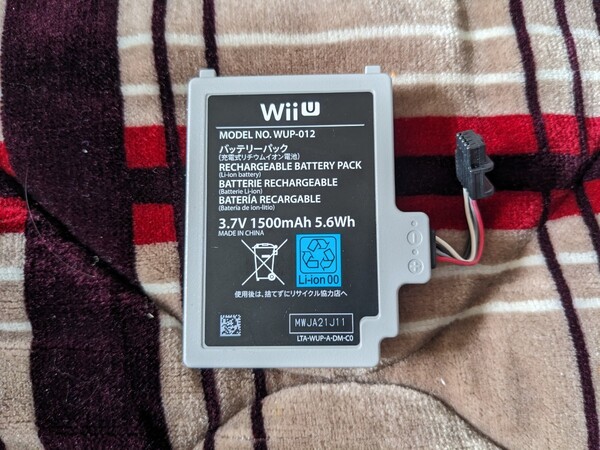 Wii U
MODEL NO. WUP-012
バッテリーパック
(充電式リチウムイオン電池)
RECHARGEABLE BATTERY PACK
(Li-ion battery)
BATTERIE RECHARGEABLE
(Batterie Li-ion)
BATERÍA RECARGABLE
(Batería de ion-litio)
3.7V 1500mAh 5.6Wh
MADE IN CHINA
Li-ion 00
使用後は、捨てずにリサイクル協力店へ
MWJA21J11
LTA-WUP-A-DM-C0